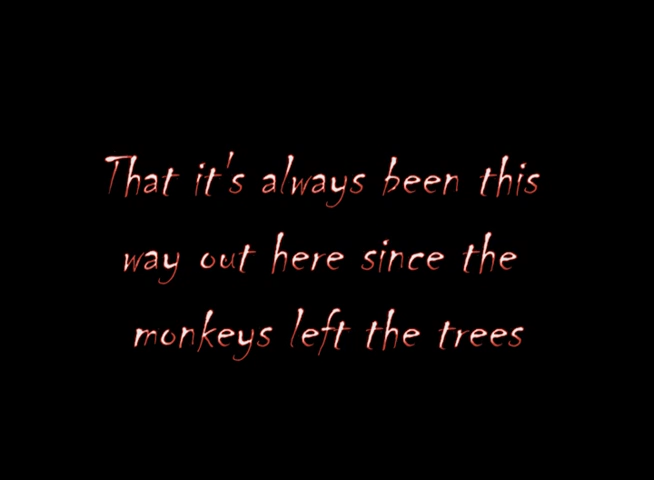 That it's always been this
way out here since the
monkeys left the trees